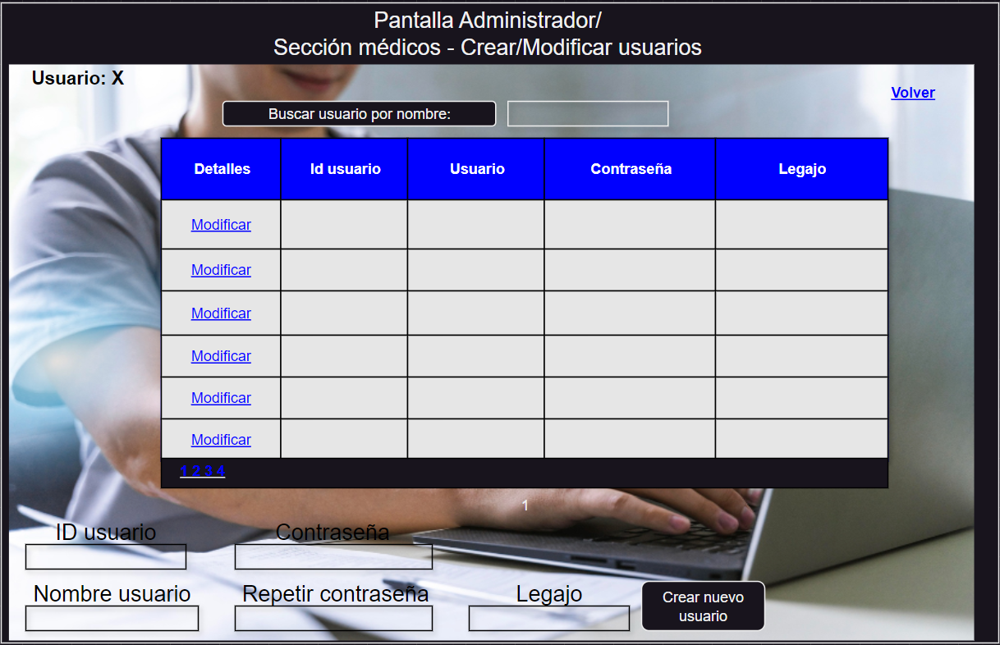 Pantalla Administrador/
Sección médicos - Crear/Modificar usuarios
Usuario: X
Volver
Buscar usuario por nombre:
Detalles Id usuario Usuario Contraseña Legajo
Modificar
Modificar
Modificar
Modificar
Modificar
Modificar
1 2 3 4
1
ID usuario Contraseña
Nombre usuario Repetir contraseña Legajo
Crear nuevo
usuario